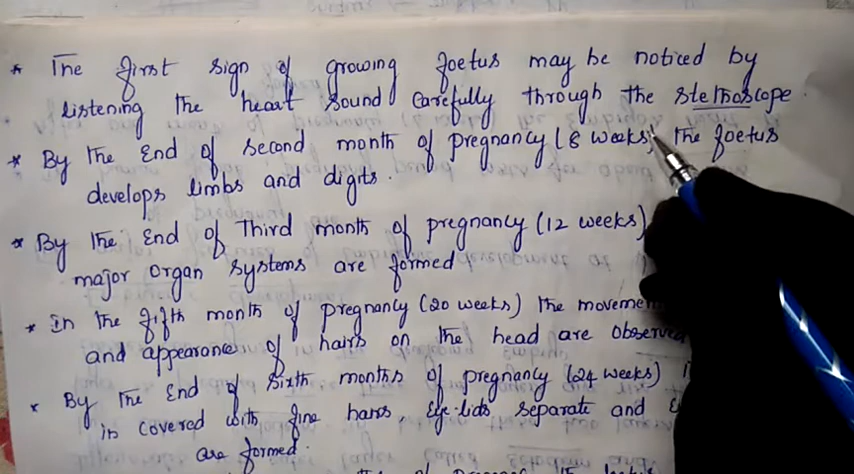 * The first sign of growing foetus may be noticed by
listening the heart sound carefully through the stethoscope.
* By the End of second month of pregnancy (8 weeks) the foetus
develops limbs and digits.
* By the End of Third month of pregnancy (12 weeks)
major organ systems are formed
* In the fifth month of pregnancy (20 weeks) the
and appearance of hairs on the head are observed
* By the End of sixth months of pregnancy (24 weeks)
in covered with fine hairs, Eye-lids separate and
are formed.